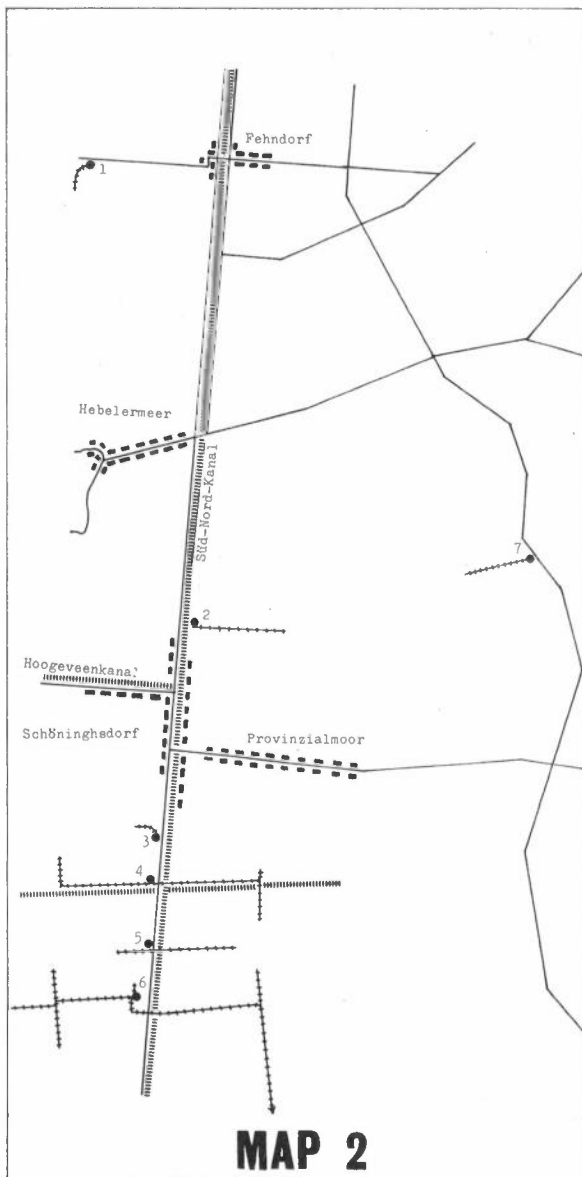 Fehndorf
1
Hebelermeer
Süd-Nord-Kanal
7
2
Hoogeveenkanal
Schöninghsdorf
Provinzialmoor
3
4
5
6
MAP 2